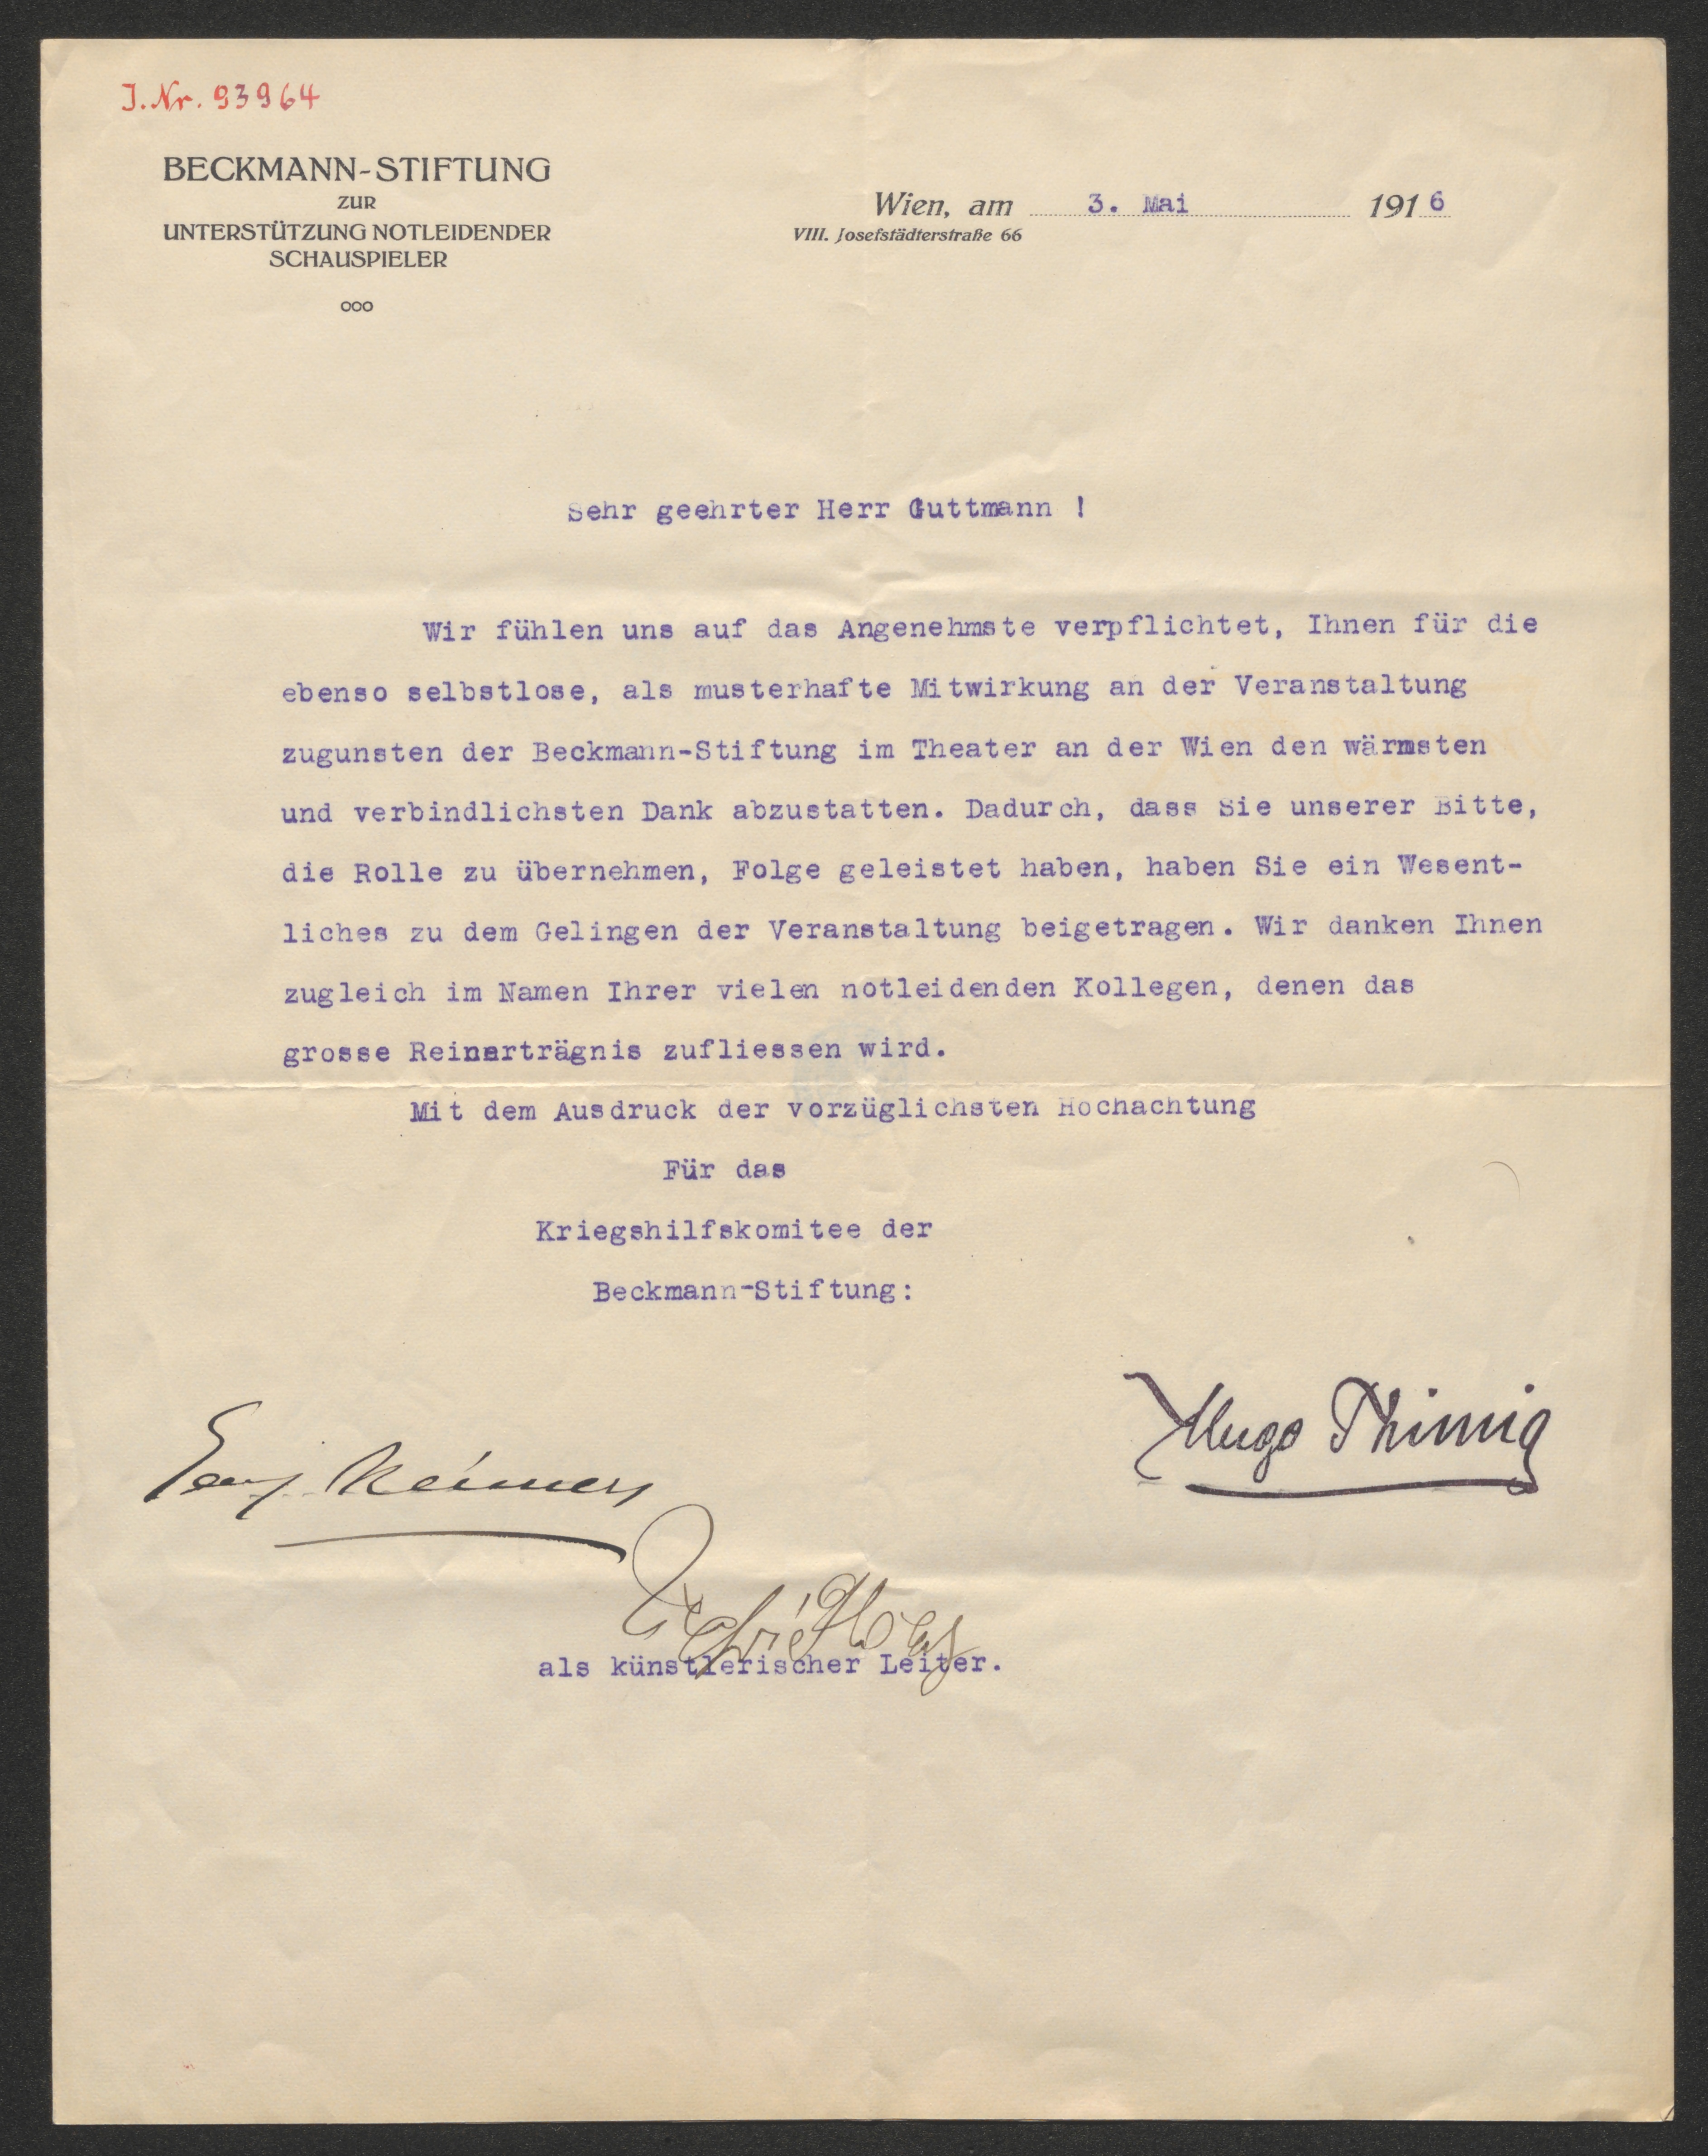 J.Nr. 93964
BECKMANN-STIFTUNG
ZUR
UNTERSTÜTZUNG NOTLEIDENDER
SCHAUSPIELER
ooo
Wien, am 3. Mai 1916
VIII. Josefstädterstraße 66
Sehr geehrter Herr Guttmann !
Wir fühlen uns auf das Angenehmste verpflichtet, Ihnen für die
ebenso selbstlose, als musterhafte Mitwirkung an der Veranstaltung
zugunsten der Beckmann-Stiftung im Theater an der Wien den wärmsten
und verbindlichsten Dank abzustatten. Dadurch, dass Sie unserer Bitte,
die Rolle zu übernehmen, Folge geleistet haben, haben Sie ein Wesent-
liches zu dem Gelingen der Veranstaltung beigetragen. Wir danken Ihnen
zugleich im Namen Ihrer vielen notleidenden Kollegen, denen das
grosse Reinerträgnis zufliessen wird.
Mit dem Ausdruck der vorzüglichsten Hochachtung
Für das
Kriegshilfskomitee der
Beckmann-Stiftung:
Hugo Thimig
Reimers
als künstlerischer Leiter.